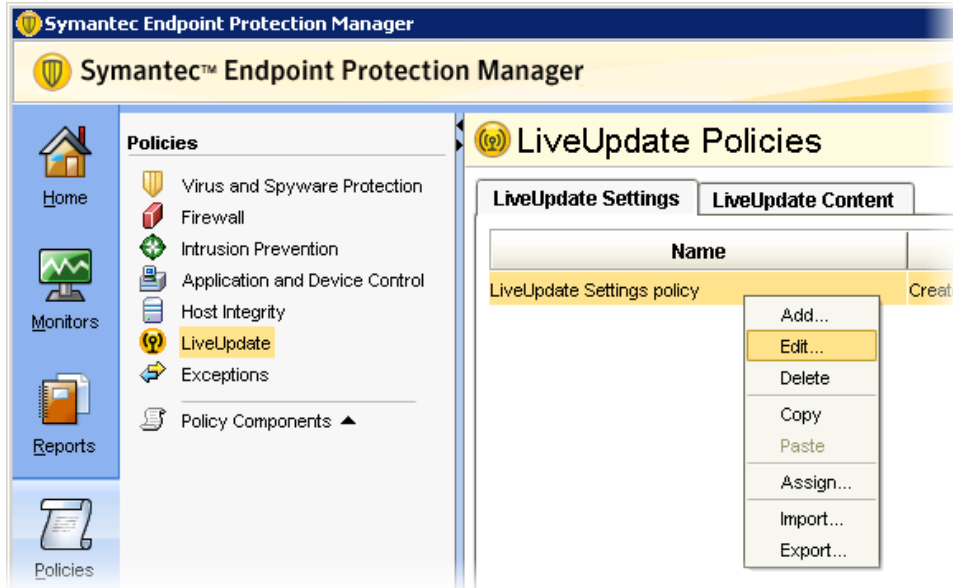 Symantec Endpoint Protection Manager
Symantec™ Endpoint Protection Manager
Home
Monitors
Reports
Policies
Policies
Virus and Spyware Protection
Firewall
Intrusion Prevention
Application and Device Control
Host Integrity
LiveUpdate
Exceptions
Policy Components
LiveUpdate Policies
LiveUpdate Settings
LiveUpdate Content
Name
LiveUpdate Settings policy
Creat
Add...
Edit...
Delete
Copy
Paste
Assign...
Import...
Export...